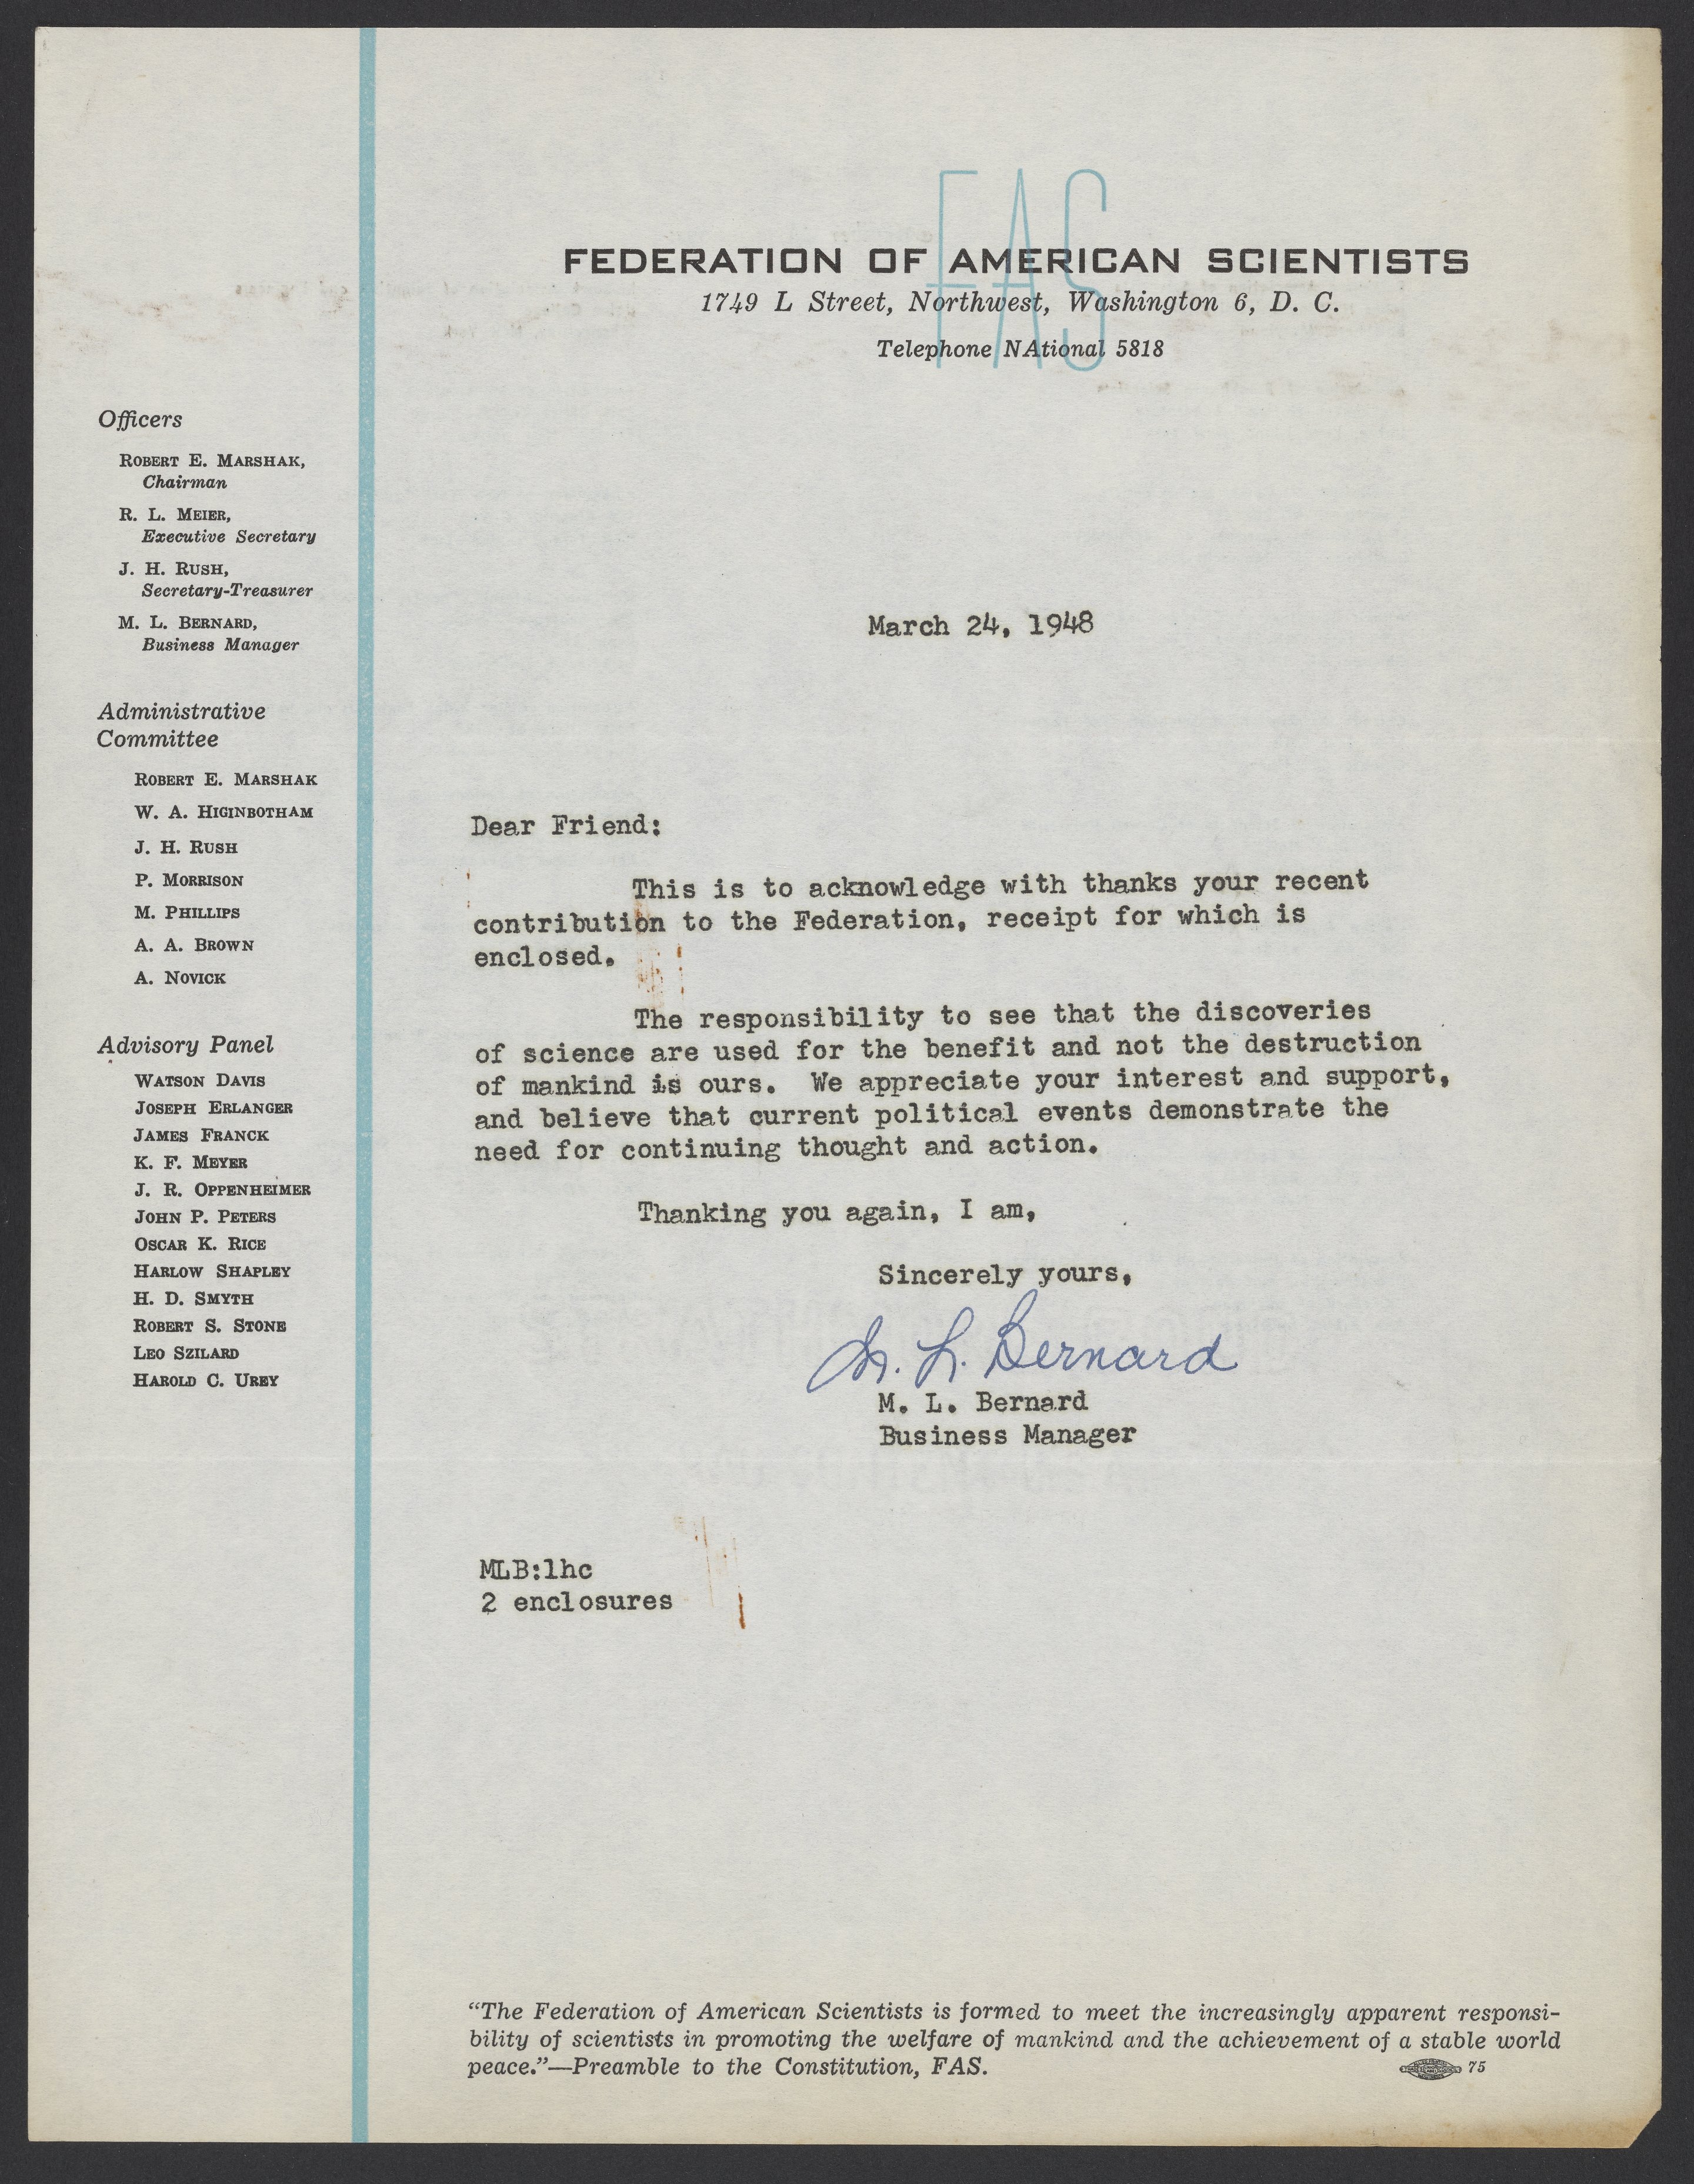 FAS
FEDERATION OF AMERICAN SCIENTISTS
1749 L Street, Northwest, Washington 6, D. C.
Telephone NAtional 5818
Officers
ROBERT E. MARSHAK,
Chairman
R. L. MEIER,
Executive Secretary
J. H. RUSH,
Secretary-Treasurer
M. L. BERNARD,
Business Manager
Administrative
Committee
ROBERT E. MARSHAK
W. A. HIGINBOTHAM
J. H. RUSH
P. MORRISON
M. PHILLIPS
A. A. BROWN
A. NOVICK
Advisory Panel
WATSON DAVIS
JOSEPH ERLANGER
JAMES FRANCK
K. F. MEYER
J. R. OPPENHEIMER
JOHN P. PETERS
OSCAR K. RICE
HARLOW SHAPLEY
H. D. SMYTH
ROBERT S. STONE
LEO SZILARD
HAROLD C. UREY
March 24, 1948
Dear Friend:
This is to acknowledge with thanks your recent
contribution to the Federation, receipt for which is
enclosed.
The responsibility to see that the discoveries
of science are used for the benefit and not the destruction
of mankind is ours. We appreciate your interest and support,
and believe that current political events demonstrate the
need for continuing thought and action.
Thanking you again, I am,
Sincerely yours,
M. L. Bernard
M. L. Bernard
Business Manager
MLB:lhc
2 enclosures
“The Federation of American Scientists is formed to meet the increasingly apparent responsi-
bility of scientists in promoting the welfare of mankind and the achievement of a stable world
peace.”—Preamble to the Constitution, FAS.
75